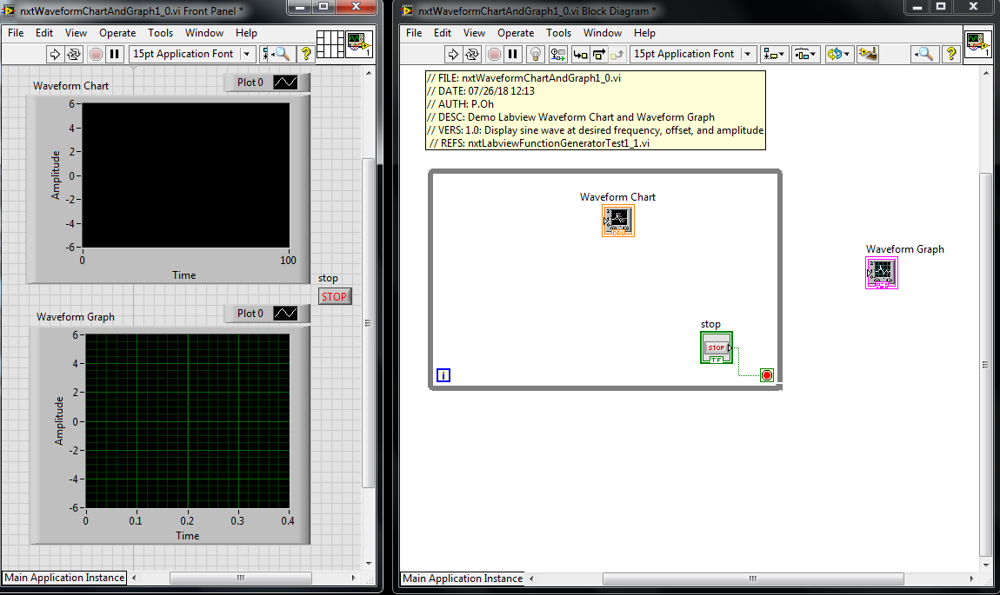 nxtWaveformChartAndGraph1_0.vi Front Panel *
File Edit View Operate Tools Window Help
15pt Application Font
1
Waveform Chart
Plot 0
6
4
2
0
-2
-4
-6
Amplitude
0 100
Time
stop
STOP
Waveform Graph
Plot 0
6
4
2
0
-2
-4
-6
Amplitude
0 0.1 0.2 0.3 0.4
Time
Main Application Instance
nxtWaveformChartAndGraph1_0.vi Block Diagram *
File Edit View Operate Tools Window Help
15pt Application Font
1
// FILE: nxtWaveformChartAndGraph1_0.vi
// DATE: 07/26/18 12:13
// AUTH: P.Oh
// DESC: Demo Labview Waveform Chart and Waveform Graph
// VERS: 1.0: Display sine wave at desired frequency, offset, and amplitude
// REFS: nxtLabviewFunctionGeneratorTest1_1.vi
Waveform Chart
DBL
Waveform Graph
stop
STOP
TF
i
Main Application Instance